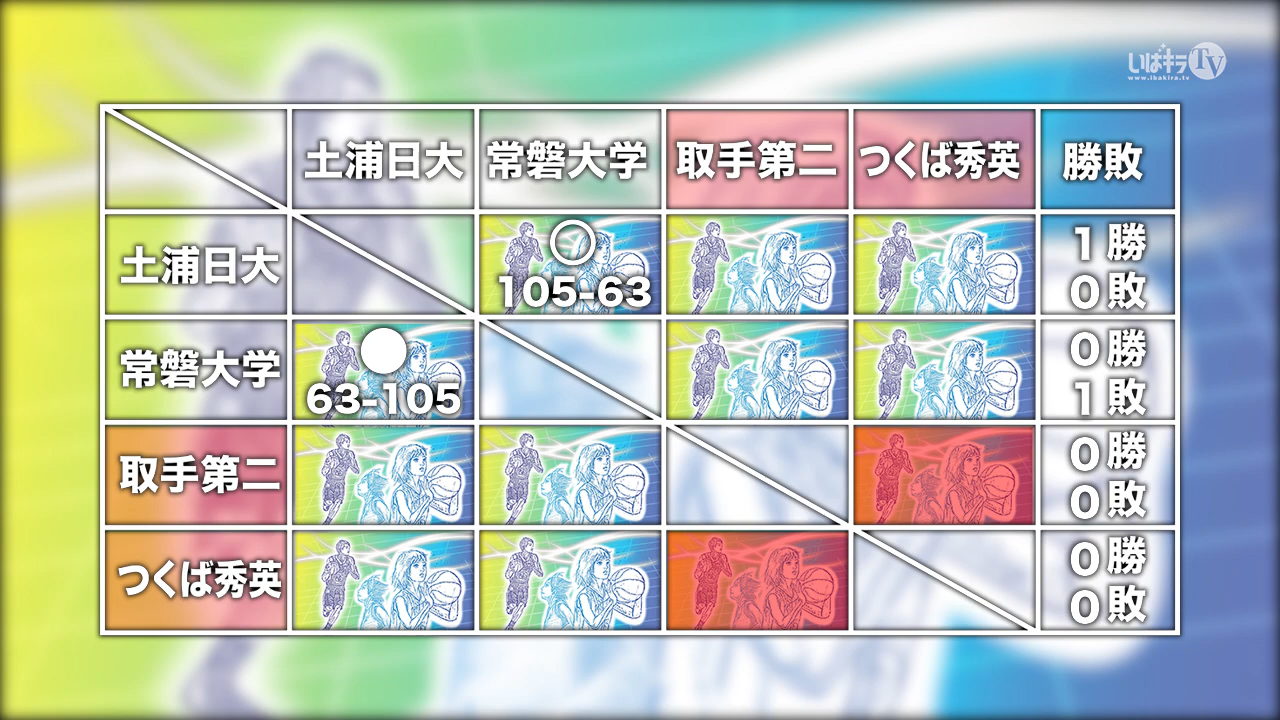 いばキラTV
www.ibakira.tv
土浦日大 常磐大学 取手第二 つくば秀英 勝敗
土浦日大 ○ 105-63 1勝 0敗
常磐大学 ● 63-105 0勝 1敗
取手第二 0勝 0敗
つくば秀英 0勝 0敗